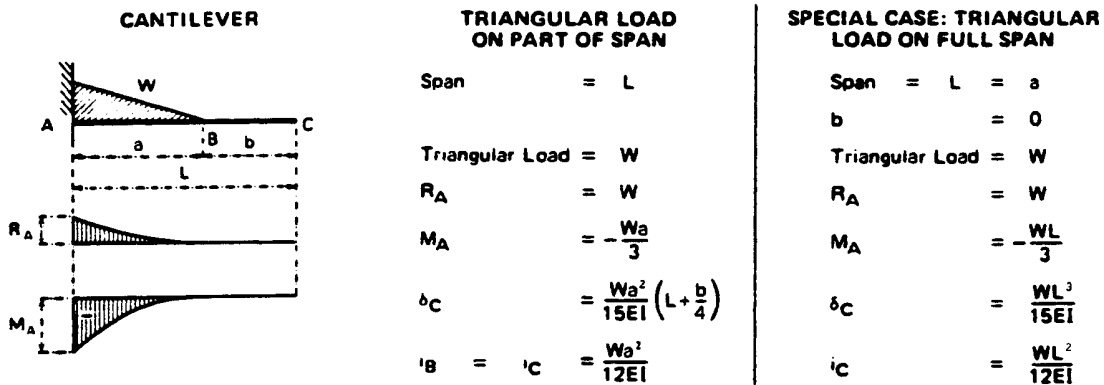 CANTILEVER
W
A
B
C
a
b
L
R_A
M_A
−
TRIANGULAR LOAD
ON PART OF SPAN
Span = L
Triangular Load = W
R_A = W
M_A = -Wa/3
δ_C = Wa²/15EI (L + b/4)
i_B = i_C = Wa²/12EI
SPECIAL CASE: TRIANGULAR
LOAD ON FULL SPAN
Span = L = a
b = 0
Triangular Load = W
R_A = W
M_A = -WL/3
δ_C = WL³/15EI
i_C = WL²/12EI